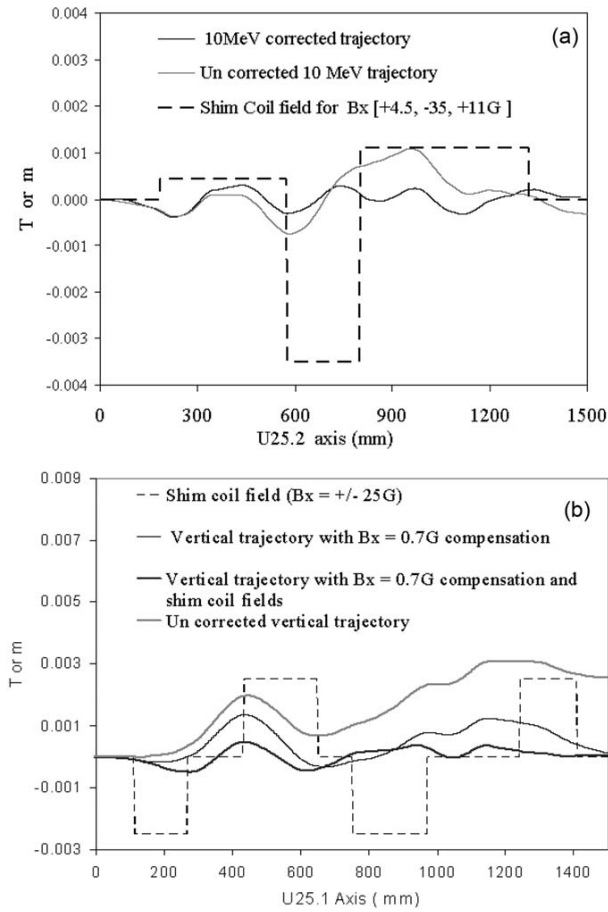 (a)
10MeV corrected trajectory
Un corrected 10 MeV trajectory
Shim Coil field for Bx [+4.5, -35, +11G ]
T or m
0.004
0.003
0.002
0.001
0.000
-0.001
-0.002
-0.003
-0.004
0 300 600 900 1200 1500
U25.2 axis (mm)
(b)
Shim coil field (Bx = +/- 25G)
Vertical trajectory with Bx = 0.7G compensation
Vertical trajectory with Bx = 0.7G compensation and
shim coil fields
Un corrected vertical trajectory
T or m
0.009
0.007
0.005
0.003
0.001
-0.001
-0.003
0 200 400 600 800 1000 1200 1400
U25.1 Axis ( mm)